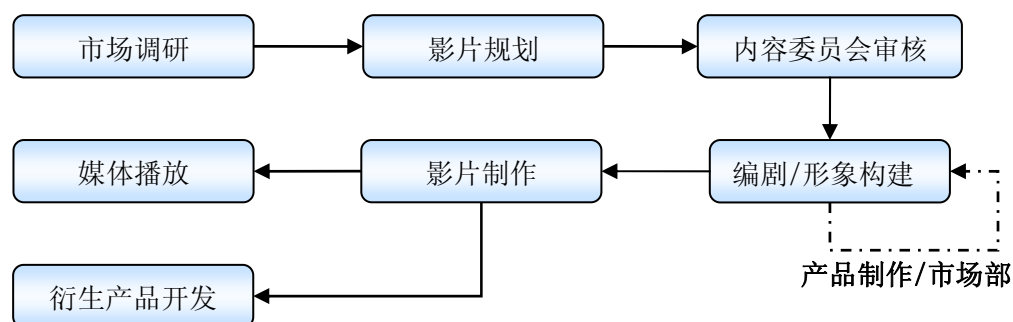 市场调研
影片规划
内容委员会审核
媒体播放
影片制作
编剧/形象构建
产品制作/市场部
衍生产品开发